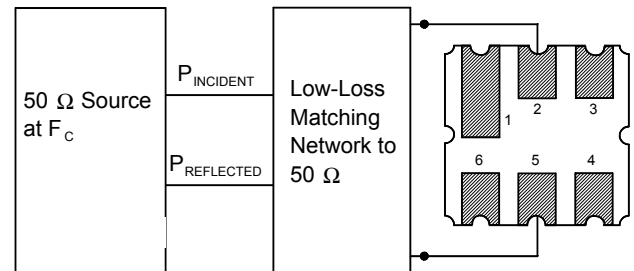 50 Ω Source
at F_C
P_INCIDENT
P_REFLECTED
Low-Loss
Matching
Network to
50 Ω
1
2
3
6
5
4